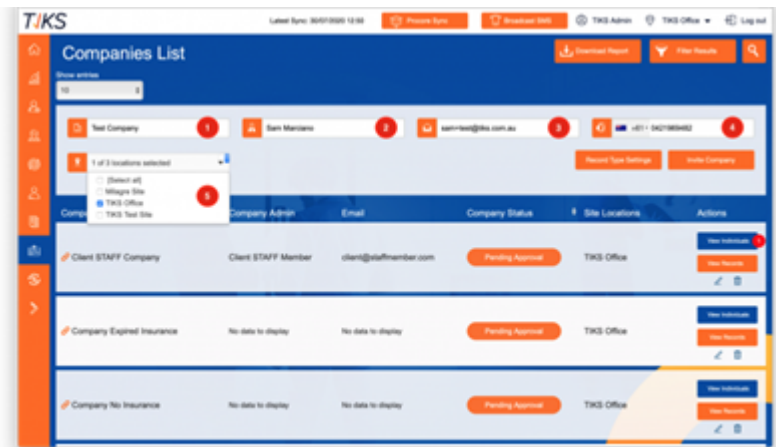 TIKS
Latest Sync: 30/07/2020 12:50
Procore Sync
Broadcast SMS
TIKS Admin
TIKS Office
Log out
Companies List
Download Report
Filter Results
Show entries
10
Test Company
1
Sam Marciano
2
sam+test@tiks.com.au
3
+61
0421969462
4
1 of 3 locations selected
Record Type Settings
Invite Company
[Select all]
Milagre Site
TIKS Office
TIKS Test Site
5
Company Admin
Email
Company Status
Site Locations
Actions
Client STAFF Company
Client STAFF Member
client@staffmember.com
Pending Approval
TIKS Office
View Individuals
View Records
Company Expired Insurance
No data to display
No data to display
Pending Approval
TIKS Office
View Individuals
View Records
Company No Insurance
No data to display
No data to display
Pending Approval
TIKS Office
View Individuals
View Records